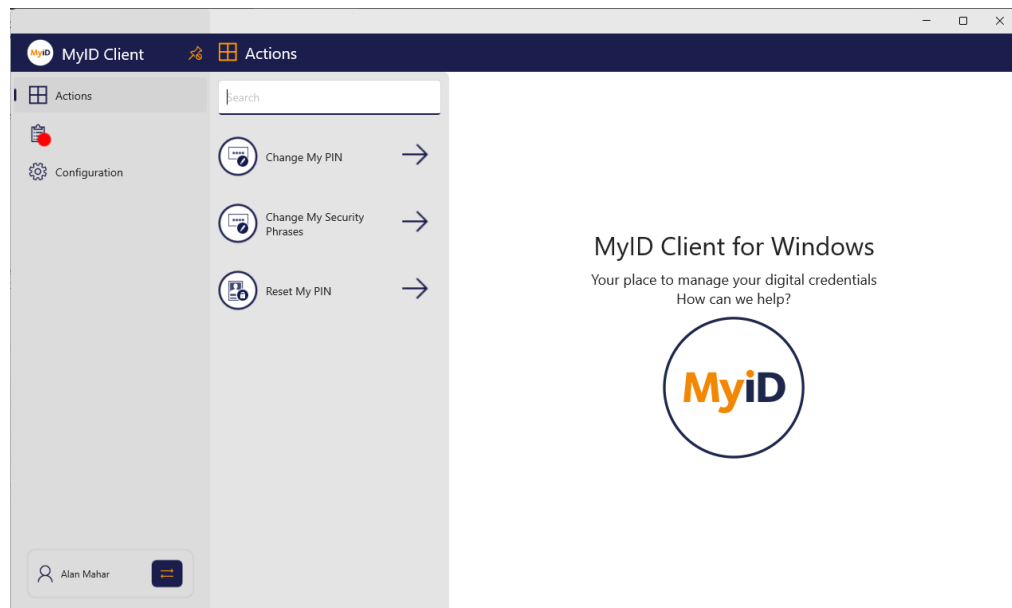 MyID
MyID Client
Actions
Actions
Configuration
Search
Change My PIN
Change My Security
Phrases
Reset My PIN
MyID Client for Windows
Your place to manage your digital credentials
How can we help?
MyiD
Alan Mahar